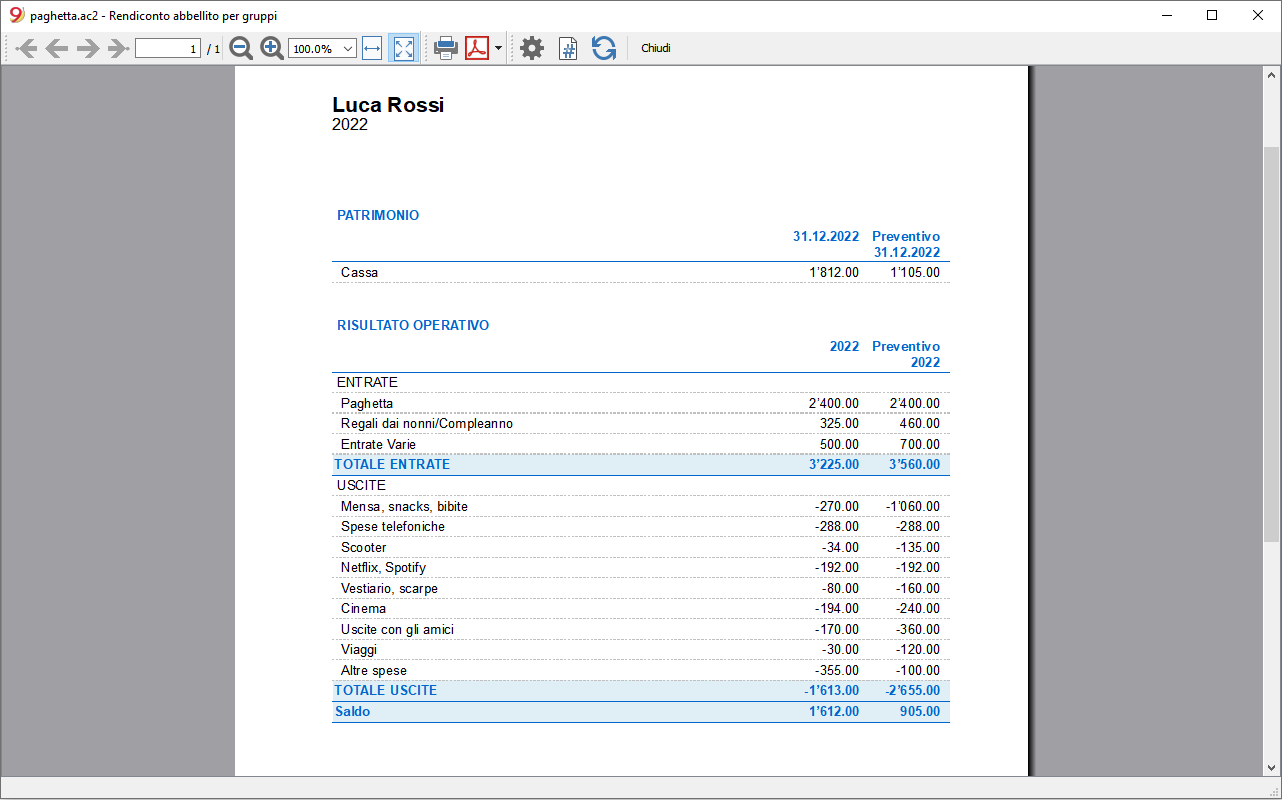 paghetta.ac2 - Rendiconto abbellito per gruppi
1 / 1 100.0% Chiudi
Luca Rossi
2022
PATRIMONIO
31.12.2022 Preventivo
31.12.2022
Cassa 1'812.00 1'105.00
RISULTATO OPERATIVO
2022 Preventivo
2022
ENTRATE
Paghetta 2'400.00 2'400.00
Regali dai nonni/Compleanno 325.00 460.00
Entrate Varie 500.00 700.00
TOTALE ENTRATE 3'225.00 3'560.00
USCITE
Mensa, snacks, bibite -270.00 -1'060.00
Spese telefoniche -288.00 -288.00
Scooter -34.00 -135.00
Netflix, Spotify -192.00 -192.00
Vestiario, scarpe -80.00 -160.00
Cinema -194.00 -240.00
Uscite con gli amici -170.00 -360.00
Viaggi -30.00 -120.00
Altre spese -355.00 -100.00
TOTALE USCITE -1'613.00 -2'655.00
Saldo 1'612.00 905.00